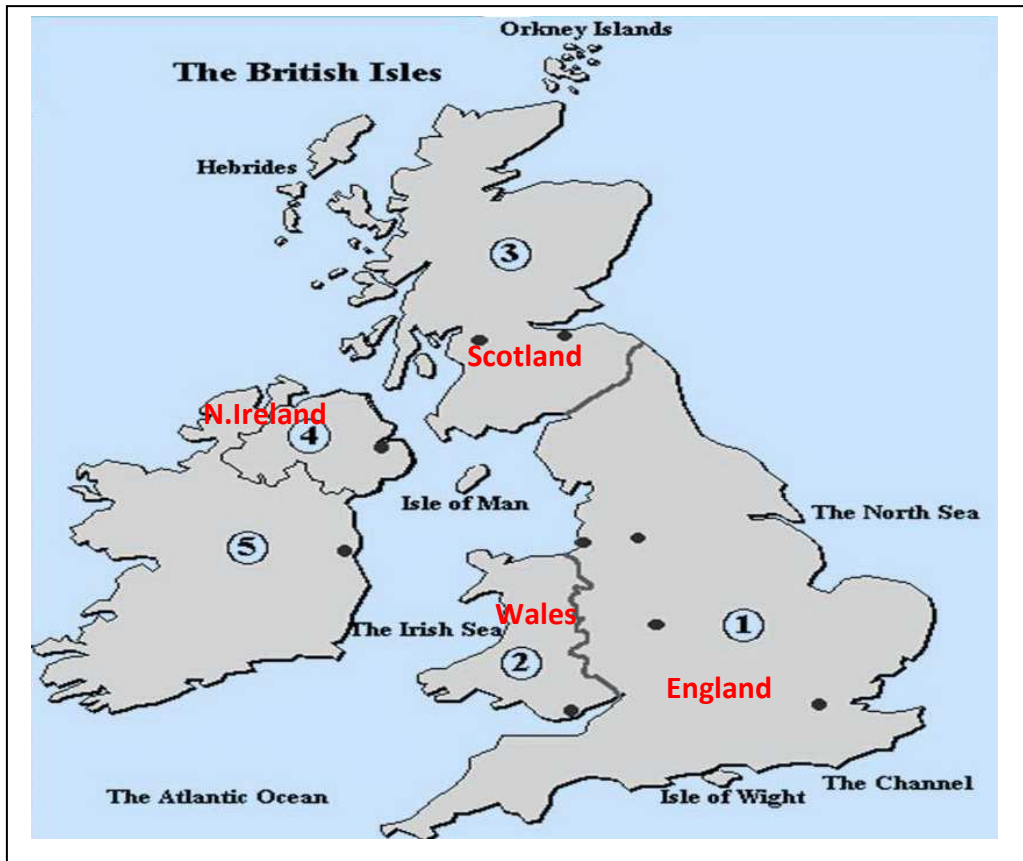 Orkney Islands
The British Isles
Hebrides
3
Scotland
N.Ireland
4
Isle of Man
The North Sea
5
Wales
The Irish Sea
1
2
England
The Channel
The Atlantic Ocean
Isle of Wight